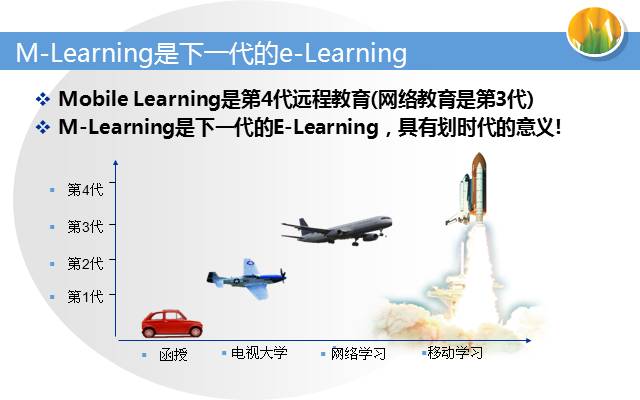 M-Learning是下一代的e-Learning
Mobile Learning是第4代远程教育(网络教育是第3代)
M-Learning是下一代的E-Learning，具有划时代的意义!
第4代
第3代
第2代
第1代
函授
电视大学
网络学习
移动学习